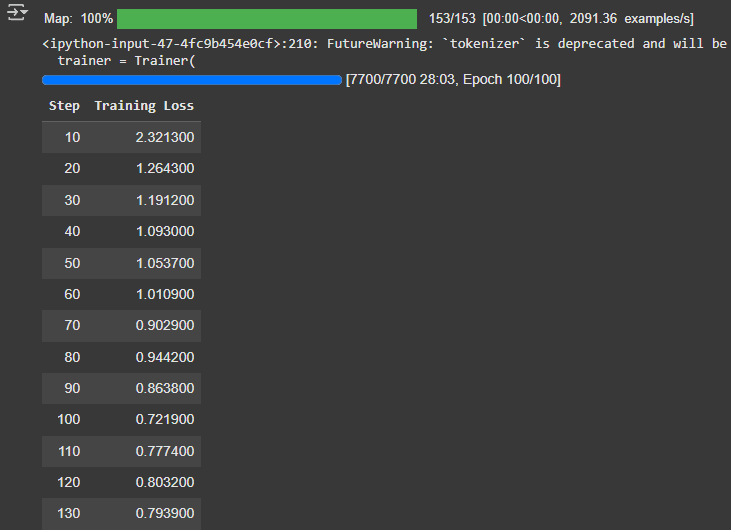 Map: 100% 153/153 [00:00<00:00, 2091.36 examples/s]
<ipython-input-47-4fc9b454e0cf>:210: FutureWarning: `tokenizer` is deprecated and will be
trainer = Trainer(
[7700/7700 28:03, Epoch 100/100]
Step Training Loss
10 2.321300
20 1.264300
30 1.191200
40 1.093000
50 1.053700
60 1.010900
70 0.902900
80 0.944200
90 0.863800
100 0.721900
110 0.777400
120 0.803200
130 0.793900